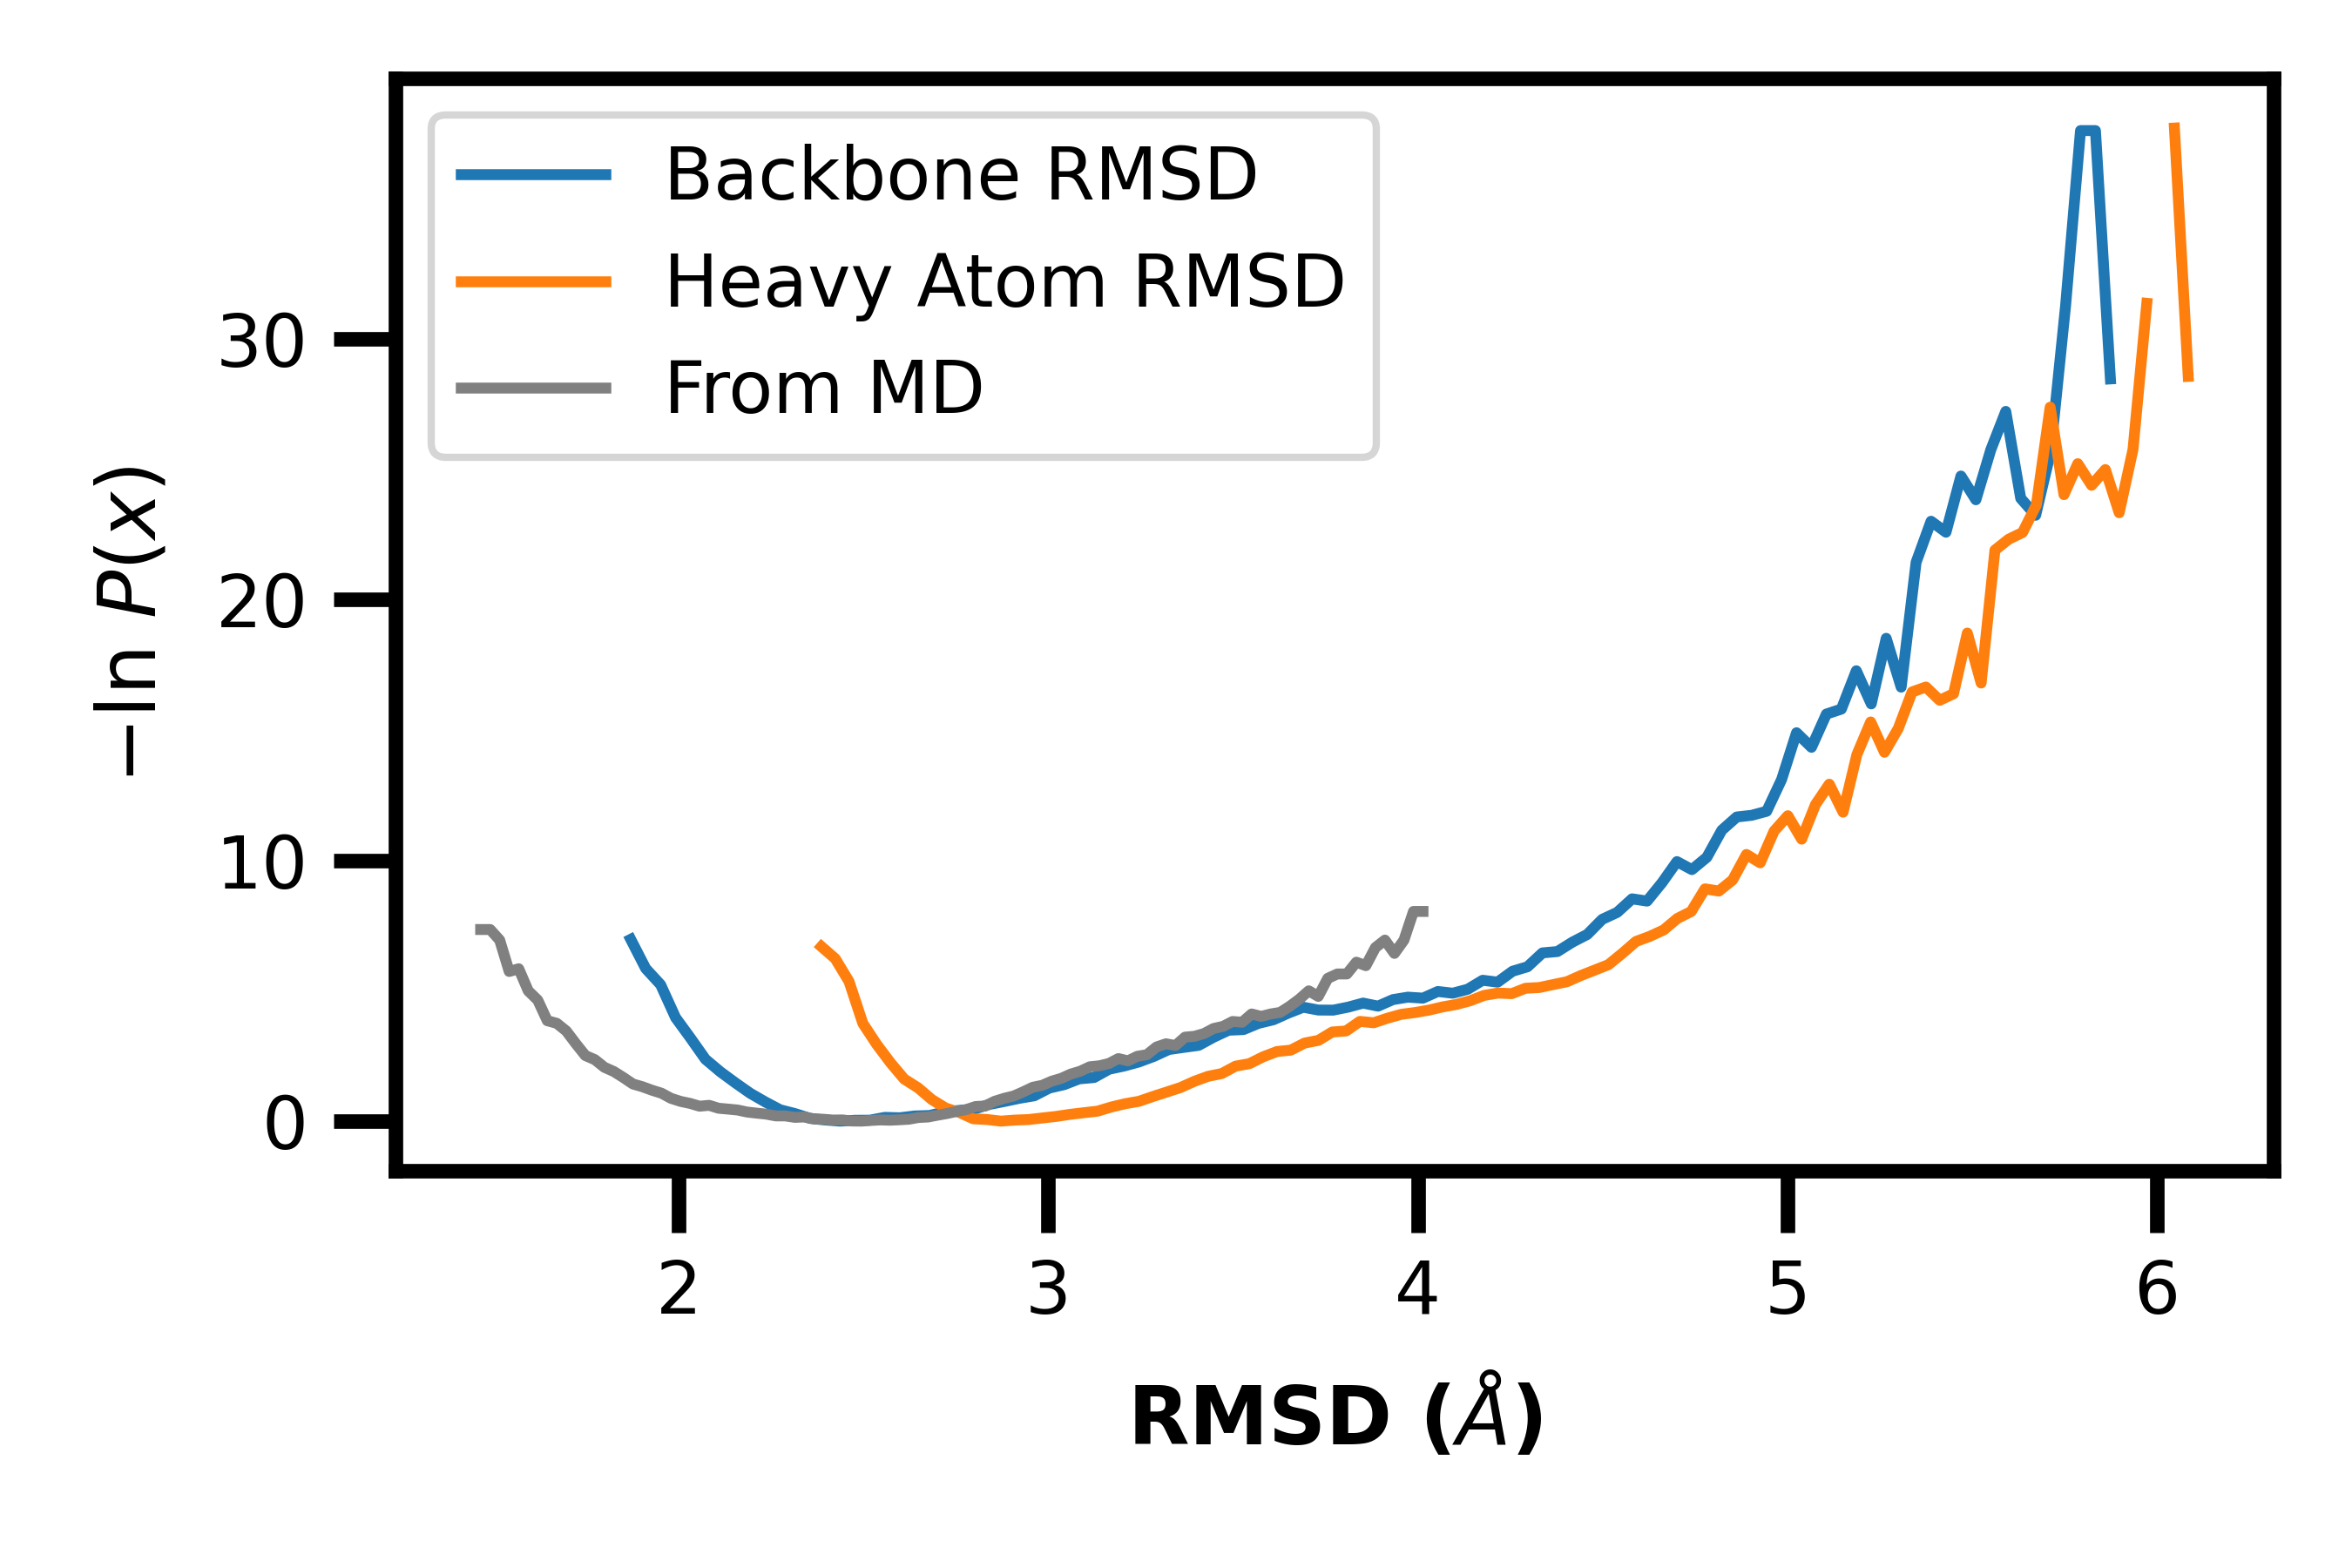 Backbone RMSD
Heavy Atom RMSD
From MD
30
20
10
0
−ln P(x)
2 3 4 5 6
RMSD (Å)